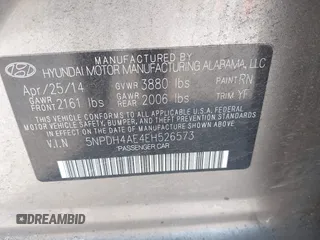 MANUFACTURED BY
HYUNDAI MOTOR MANUFACTURING ALABAMA, LLC
Apr/25/14 GVWR 3880 lbs PAINT RN
GAWR FRONT 2161 lbs GAWR REAR 2006 lbs TRIM YF
THIS VEHICLE CONFORMS TO ALL APPLICABLE U.S. FEDERAL MOTOR VEHICLE SAFETY, BUMPER, AND THEFT PREVENTION STANDARDS IN EFFECT ON THE DATE OF MANUFACTURE SHOWN ABOVE.
V.I.N 5NPDH4AE4EH526573
PASSENGER CAR
DREAMBID